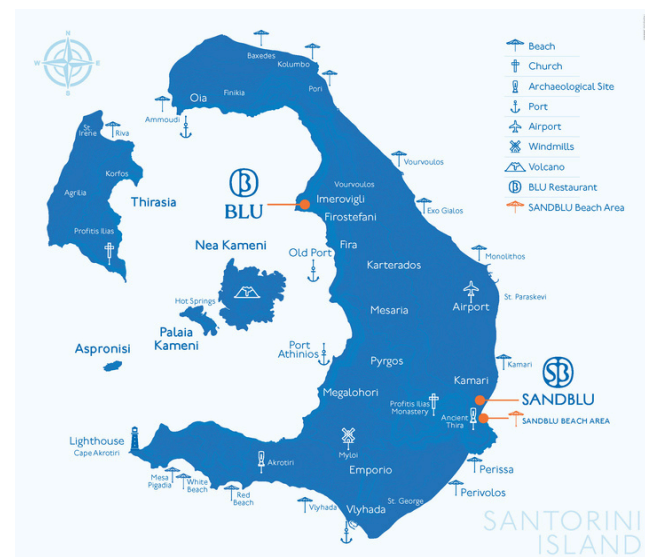 Baxedes
Kolumbo
Pori
Oia
Finikia
Ammoudi
Beach
Church
Archaeological Site
Port
Airport
Windmills
Volcano
BLU Restaurant
SANDBLU Beach Area
St.
Irene
Riva
Korfos
Agrilia
Thirasia
Profitis Ilias
B
BLU
Vourvoulos
Vourvoulos
Imerovigli
Firostefani
Exo Gialos
Nea Kameni
Old Port
Fira
Karterados
Monolithos
Hot Springs
Palaia
Kameni
Mesaria
Airport
St. Paraskevi
Aspronisi
Port
Athinios
Pyrgos
Kamari
Kamari
SB
SANDBLU
SANDBLU BEACH AREA
Megalohori
Profitis Ilias
Monastery
Ancient
Thira
Lighthouse
Cape Akrotiri
Myloi
Akrotiri
Emporio
Perissa
Perivolos
Mesa
Pigadia
White
Beach
Red
Beach
Vlyhada
Vlyhada
St. George
SANTORINI
ISLAND